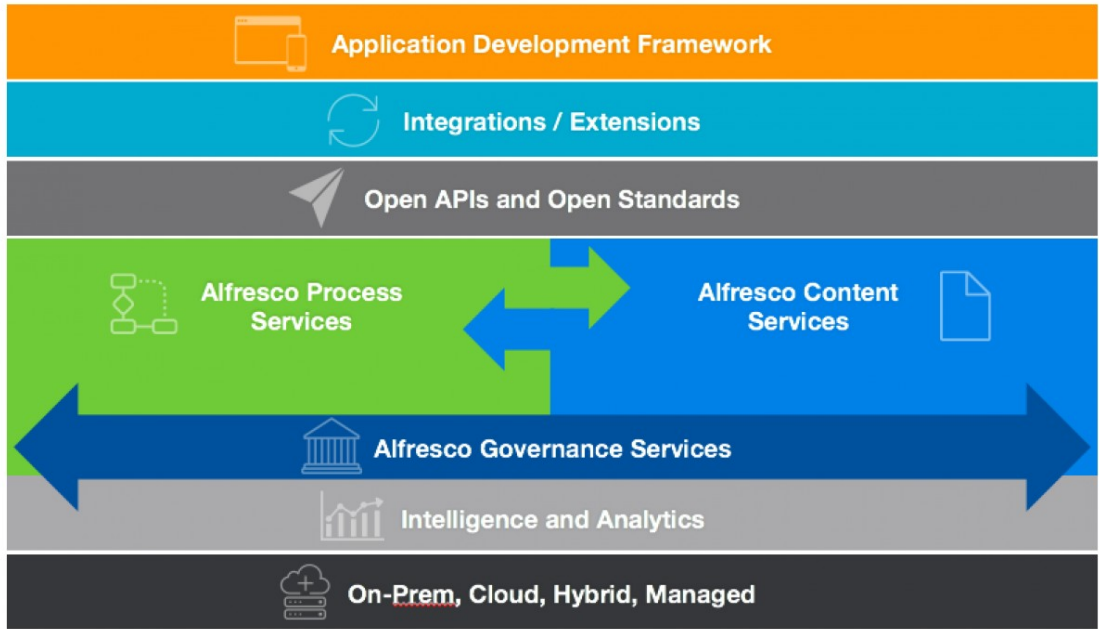 Application Development Framework
Integrations / Extensions
Open APIs and Open Standards
Alfresco Process
Services
Alfresco Content
Services
Alfresco Governance Services
Intelligence and Analytics
On-Prem, Cloud, Hybrid, Managed